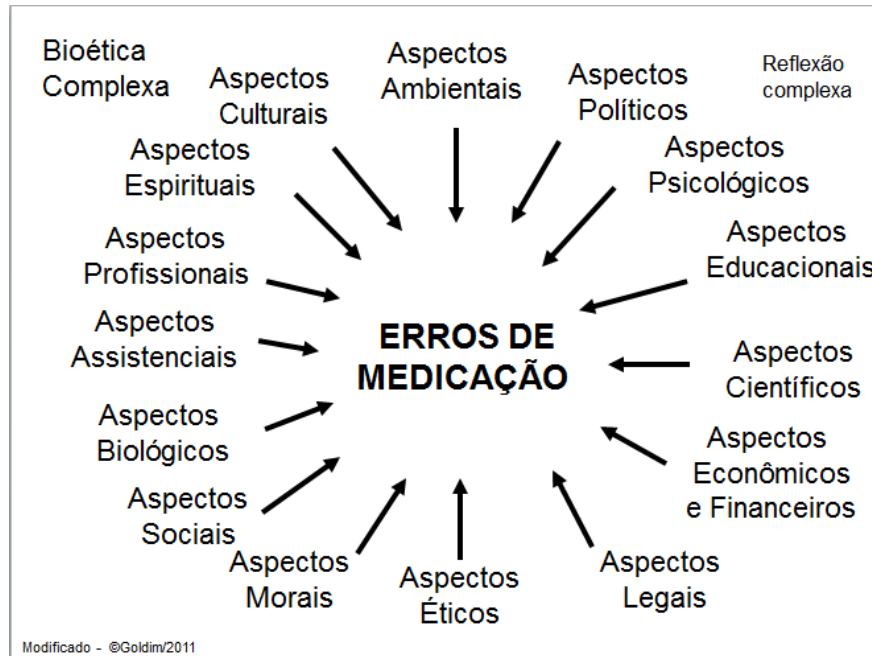 Bioética
Complexa
Aspectos
Culturais
Aspectos
Ambientais
Aspectos
Políticos
Reflexão
complexa
Aspectos
Espirituais
Aspectos
Psicológicos
Aspectos
Profissionais
Aspectos
Educacionais
Aspectos
Assistenciais
ERROS DE
MEDICAÇÃO
Aspectos
Científicos
Aspectos
Biológicos
Aspectos
Econômicos
e Financeiros
Aspectos
Sociais
Aspectos
Morais
Aspectos
Éticos
Aspectos
Legais
Modificado - ©Goldim/2011